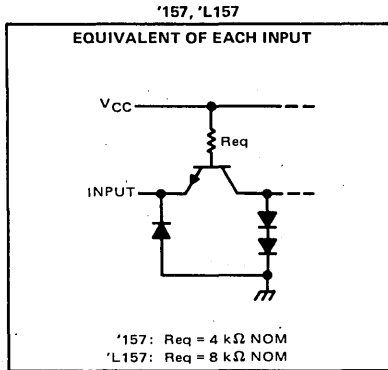 '157, 'L157
EQUIVALENT OF EACH INPUT
VCC
Req
INPUT
'157: Req = 4 kΩ NOM
'L157: Req = 8 kΩ NOM